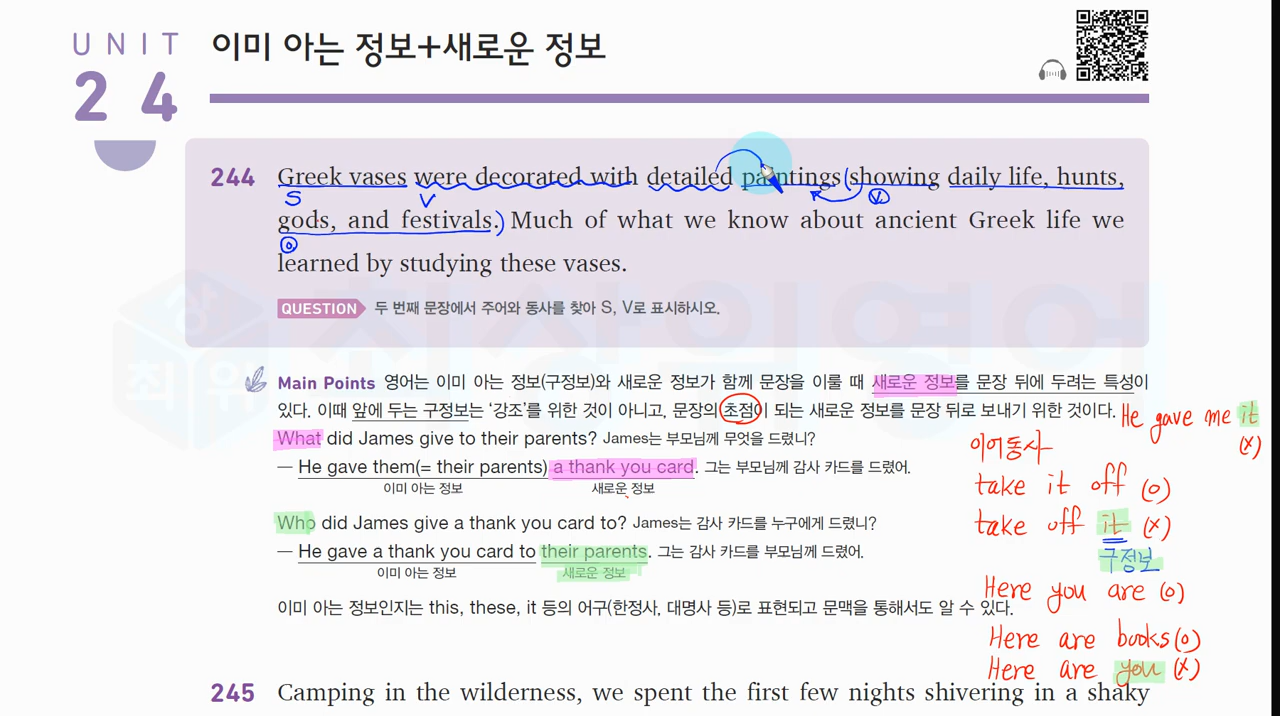 UNIT
24
이미 아는 정보+새로운 정보
244 Greek vases were decorated with detailed paintings (showing daily life, hunts,
S V V
gods, and festivals.) Much of what we know about ancient Greek life we
O
learned by studying these vases.
QUESTION 두 번째 문장에서 주어와 동사를 찾아 S, V로 표시하시오.
Main Points 영어는 이미 아는 정보(구정보)와 새로운 정보가 함께 문장을 이룰 때 새로운 정보를 문장 뒤에 두려는 특성이
있다. 이때 앞에 두는 구정보는 ‘강조’를 위한 것이 아니고, 문장의 초점이 되는 새로운 정보를 문장 뒤로 보내기 위한 것이다.
What did James give to their parents? James는 부모님께 무엇을 드렸니?
– He gave them(= their parents) a thank you card. 그는 부모님께 감사 카드를 드렸어.
이미 아는 정보 새로운 정보
Who did James give a thank you card to? James는 감사 카드를 누구에게 드렸니?
– He gave a thank you card to their parents. 그는 감사 카드를 부모님께 드렸어.
이미 아는 정보 새로운 정보
이미 아는 정보인지는 this, these, it 등의 어구(한정사, 대명사 등)로 표현되고 문맥을 통해서도 알 수 있다.
He gave me it
(X)
이어동사
take it off (O)
take off it (X)
구정보
Here you are (O)
Here are books (O)
Here are you (X)
245 Camping in the wilderness, we spent the first few nights shivering in a shaky
상
최 위
최상위영어